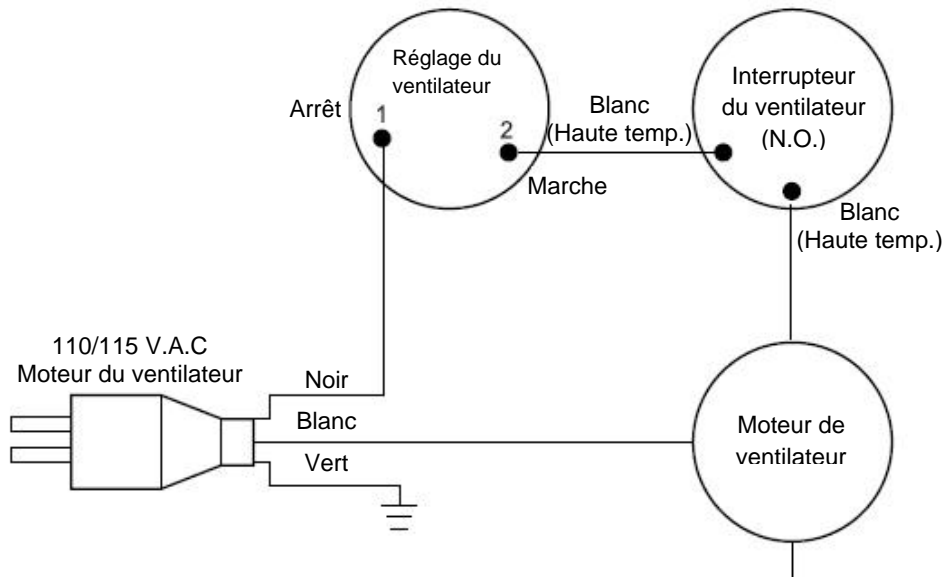 Réglage du
ventilateur
Arrêt
1
2
Marche
Blanc
(Haute temp.)
Interrupteur
du ventilateur
(N.O.)
Blanc
(Haute temp.)
110/115 V.A.C
Moteur du ventilateur
Noir
Blanc
Vert
Moteur de
ventilateur